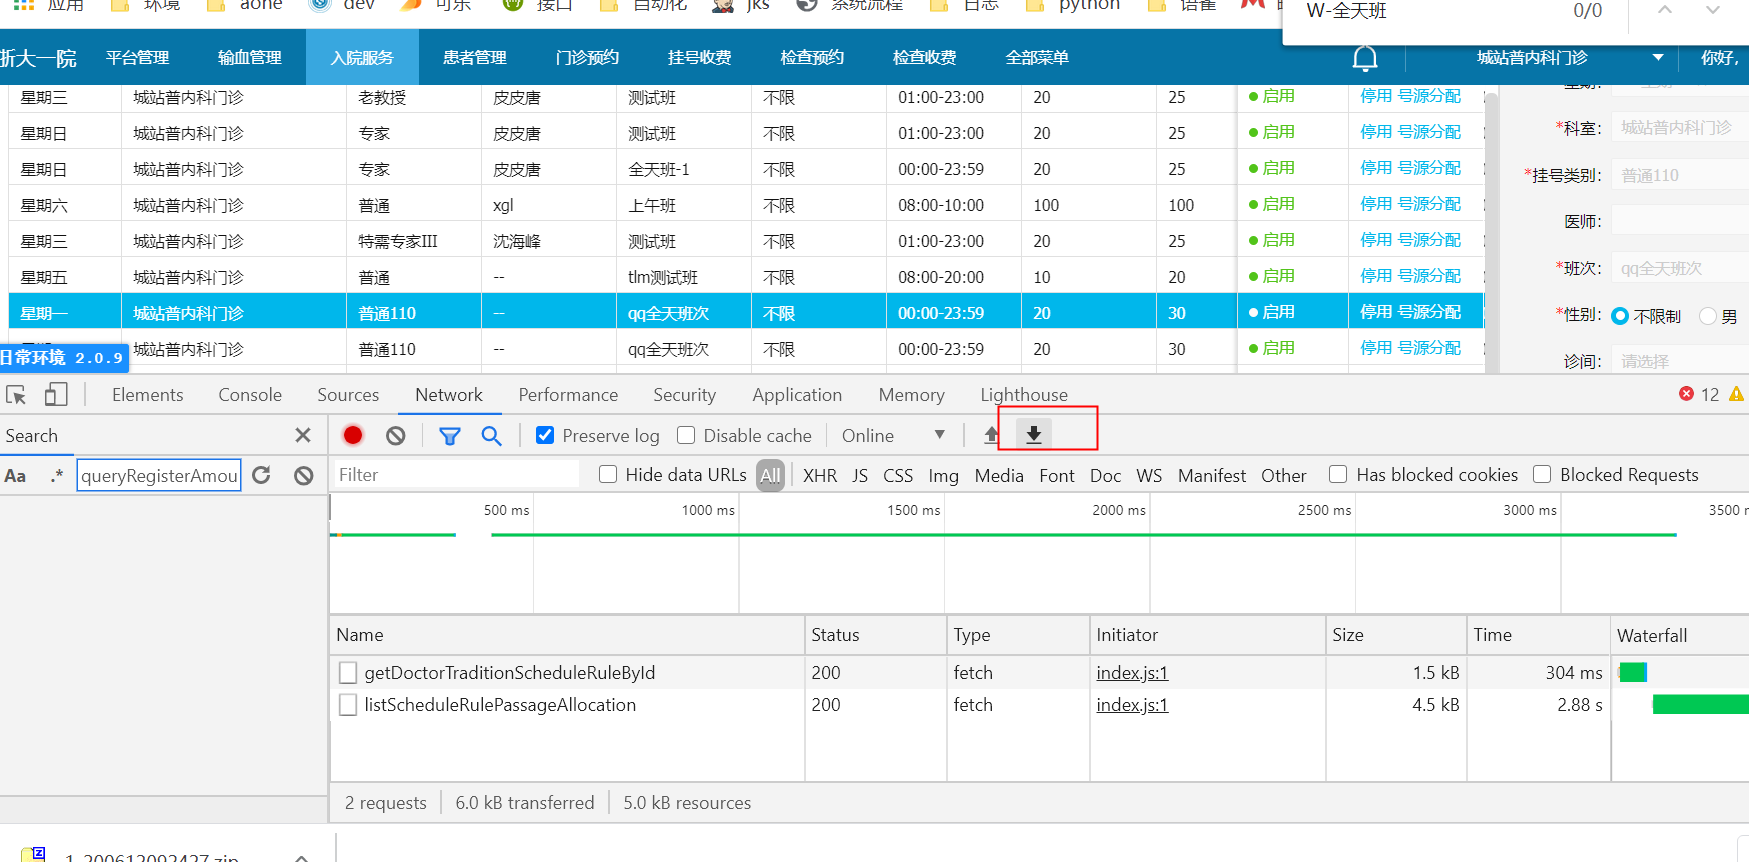 应用 环境 aone dev 可乐 接口 自动化 jks 系统流程 日志 python 语雀
W-全天班 0/0
浙大一院 平台管理 输血管理 入院服务 患者管理 门诊预约 挂号收费 检查预约 检查收费 全部菜单 城站普内科门诊 你好,
星期三 城站普内科门诊 老教授 皮皮唐 测试班 不限 01:00-23:00 20 25 启用 停用 号源分配
星期日 城站普内科门诊 专家 皮皮唐 测试班 不限 01:00-23:00 20 25 启用 停用 号源分配
星期日 城站普内科门诊 专家 皮皮唐 全天班-1 不限 00:00-23:59 20 25 启用 停用 号源分配
星期六 城站普内科门诊 普通 xgl 上午班 不限 08:00-10:00 100 100 启用 停用 号源分配
星期三 城站普内科门诊 特需专家III 沈海峰 测试班 不限 01:00-23:00 20 25 启用 停用 号源分配
星期五 城站普内科门诊 普通 -- tlm测试班 不限 08:00-20:00 10 20 启用 停用 号源分配
星期一 城站普内科门诊 普通110 -- qq全天班次 不限 00:00-23:59 20 30 启用 停用 号源分配
城站普内科门诊 普通110 -- qq全天班次 不限 00:00-23:59 20 30 启用 停用 号源分配
日常环境 2.0.9
*科室: 城站普内科门诊
*挂号类别: 普通110
医师:
*班次: qq全天班次
*性别: 不限制 男
诊间: 请选择
Elements Console Sources Network Performance Security Application Memory Lighthouse 12
Search
Preserve log Disable cache Online
Aa .* queryRegisterAmou
Filter Hide data URLs All XHR JS CSS Img Media Font Doc WS Manifest Other Has blocked cookies Blocked Requests
500 ms 1000 ms 1500 ms 2000 ms 2500 ms 3000 ms 3500
Name Status Type Initiator Size Time Waterfall
getDoctorTraditionScheduleRuleById 200 fetch index.js:1 1.5 kB 304 ms
listScheduleRulePassageAllocation 200 fetch index.js:1 4.5 kB 2.88 s
2 requests 6.0 kB transferred 5.0 kB resources
1_200612092427.zip